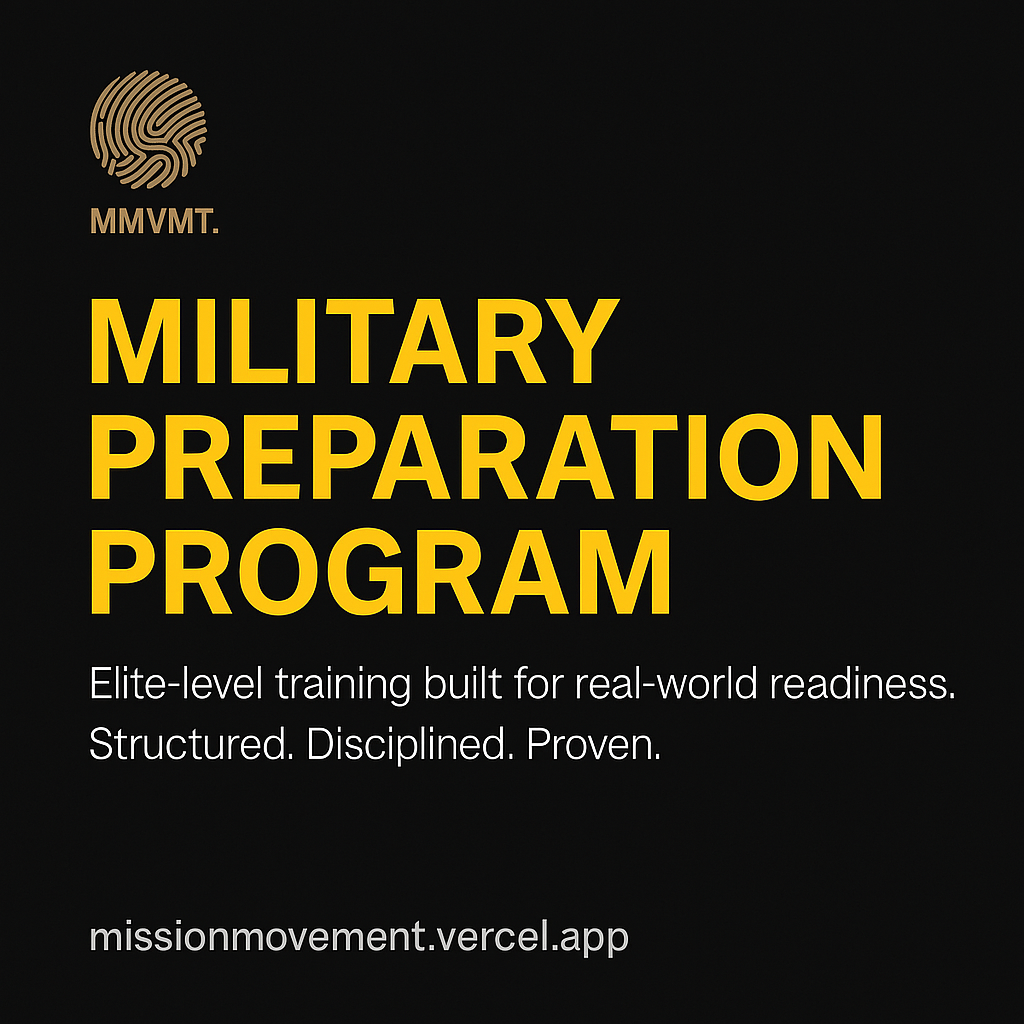 MMVMT.
MILITARY
PREPARATION
PROGRAM
Elite-level training built for real-world readiness.
Structured. Disciplined. Proven.
missionmovement.vercel.app